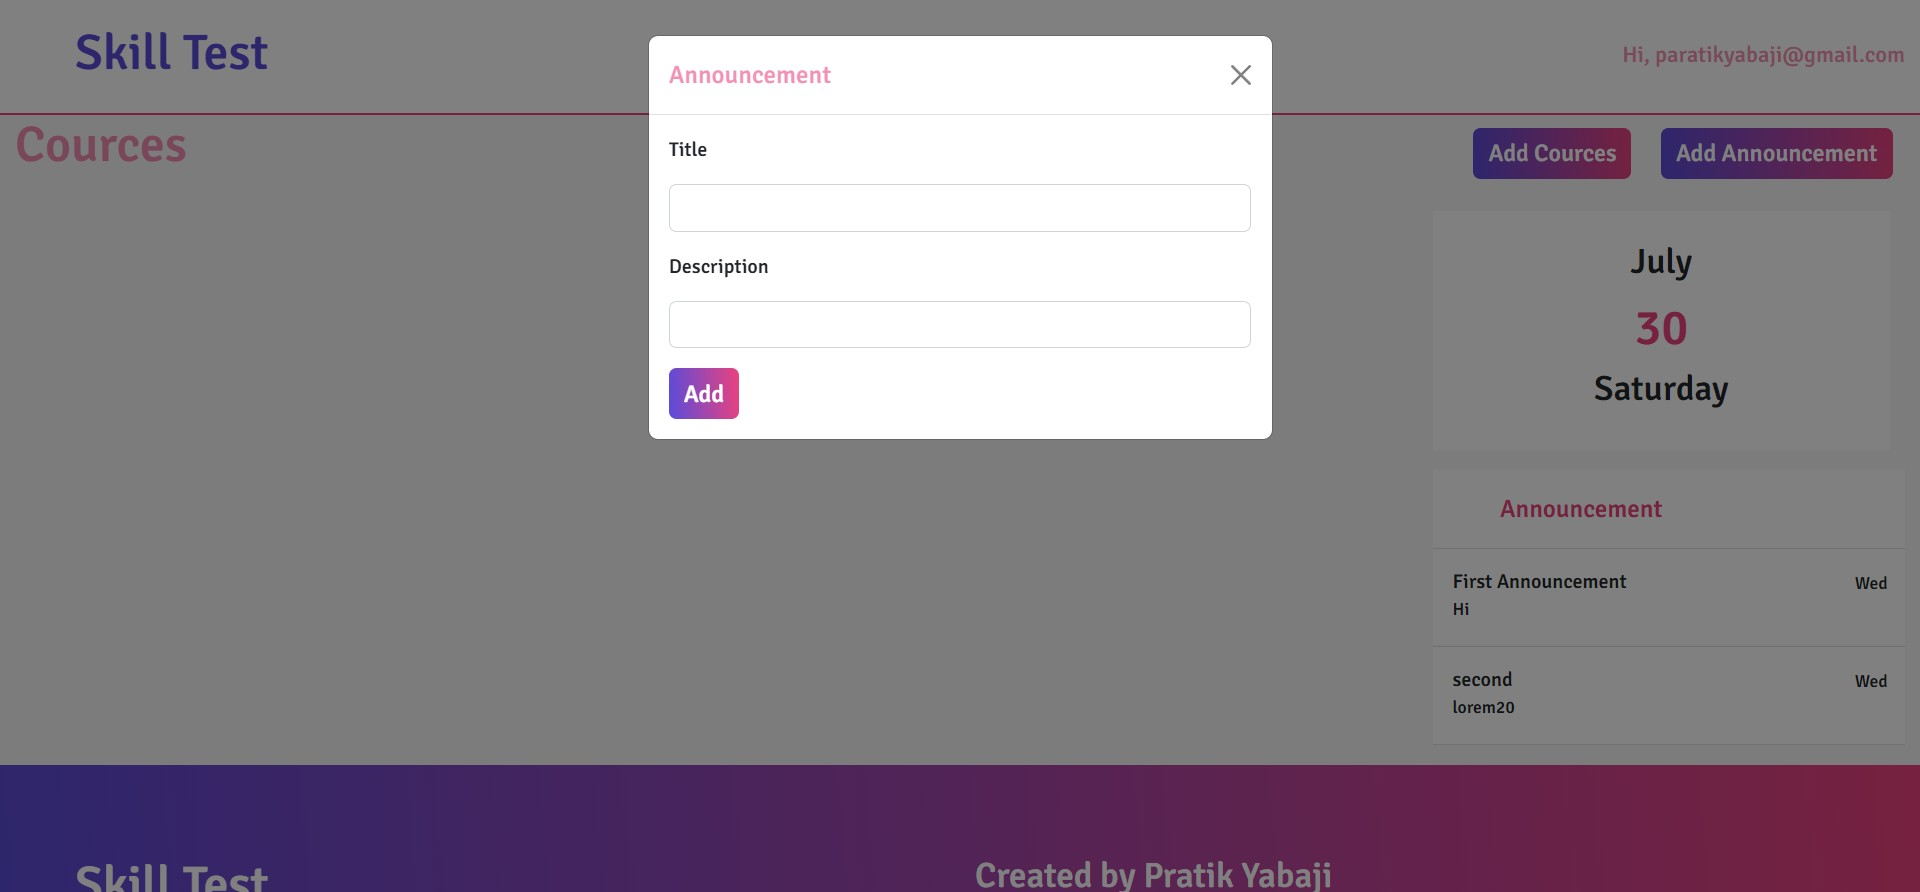 Skill Test
Hi, paratikyabaji@gmail.com
Announcement
Title
Description
Add
Cources
Add Cources
Add Announcement
July
30
Saturday
Announcement
First Announcement
Wed
Hi
second
Wed
lorem20
Skill Test
Created by Pratik Yabaji